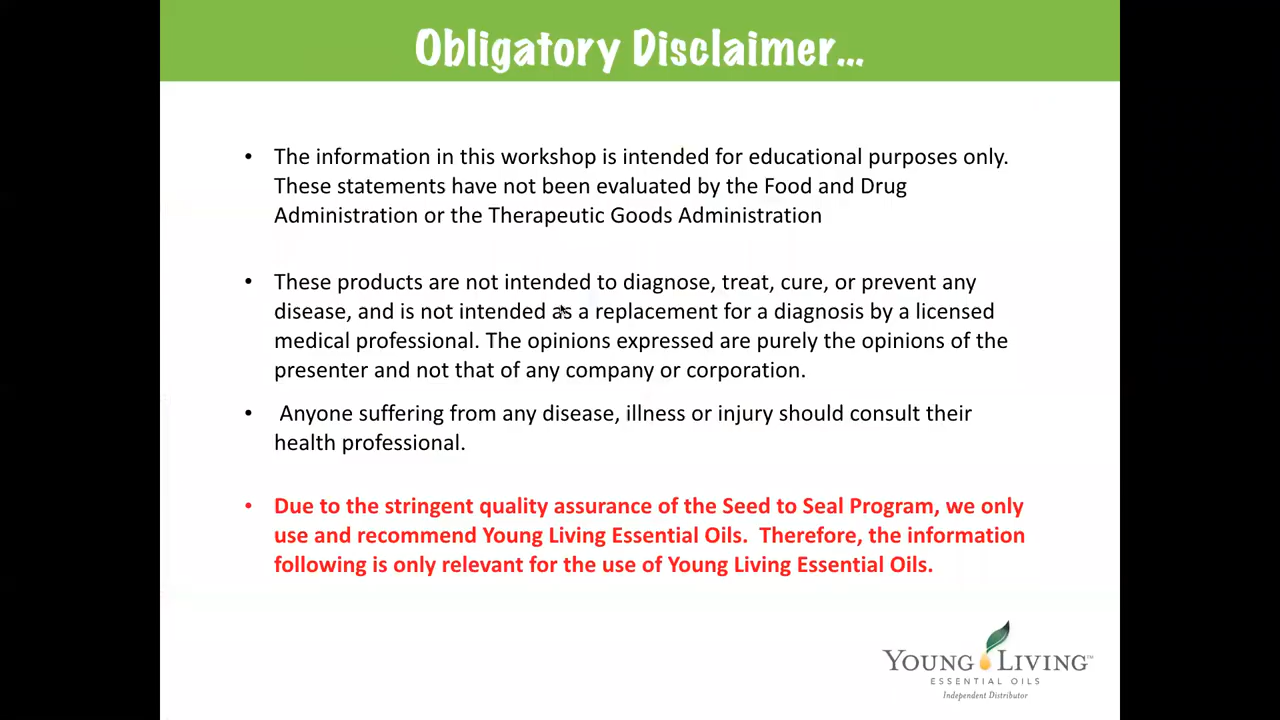 Obligatory Disclaimer...
• The information in this workshop is intended for educational purposes only.
These statements have not been evaluated by the Food and Drug
Administration or the Therapeutic Goods Administration
• These products are not intended to diagnose, treat, cure, or prevent any
disease, and is not intended as a replacement for a diagnosis by a licensed
medical professional. The opinions expressed are purely the opinions of the
presenter and not that of any company or corporation.
• Anyone suffering from any disease, illness or injury should consult their
health professional.
• Due to the stringent quality assurance of the Seed to Seal Program, we only
use and recommend Young Living Essential Oils. Therefore, the information
following is only relevant for the use of Young Living Essential Oils.
YOUNG LIVING™
ESSENTIAL OILS
Independent Distributor